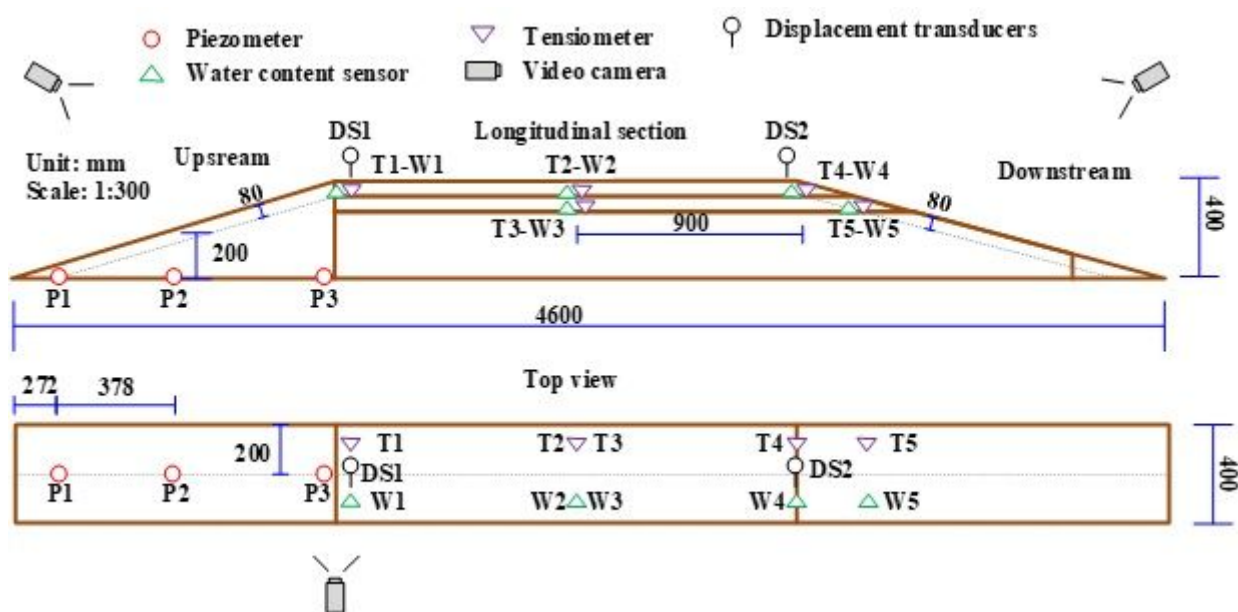 Piezometer
Tensiometer
Displacement transducers
Water content sensor
Video camera
DS1
Longitudinal section
DS2
Unit: mm
Upsream
T1-W1
T2-W2
T4-W4
Downstream
Scale: 1:300
80
80
400
T3-W3
900
T5-W5
200
P1
P2
P3
4600
272
378
Top view
200
T1
T2
T3
T4
T5
DS1
DS2
400
P1
P2
P3
W1
W2
W3
W4
W5